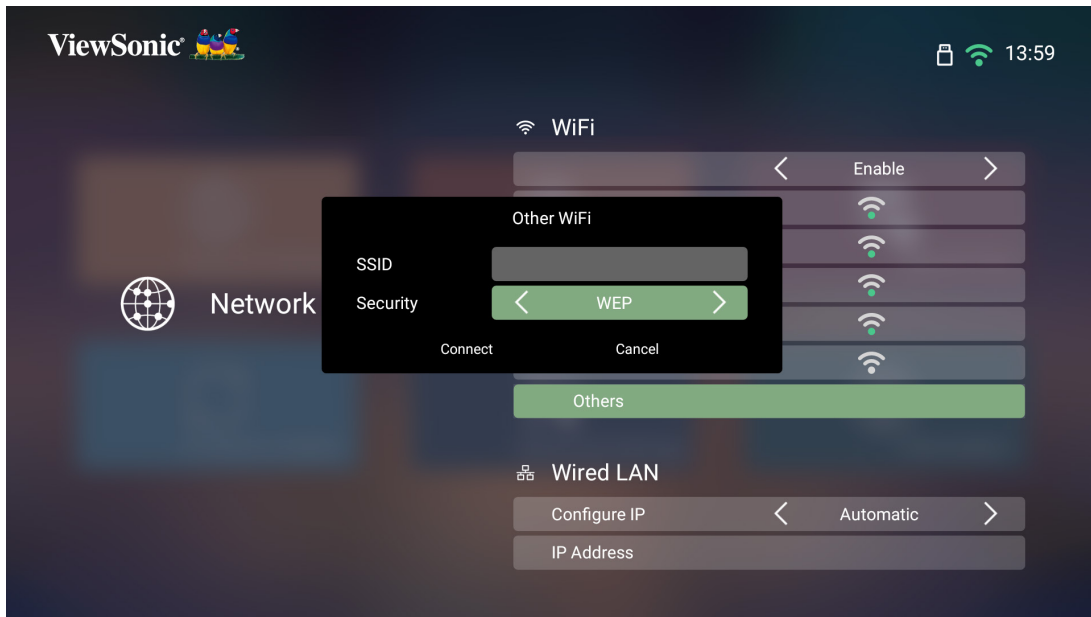 ViewSonic®
13:59
WiFi
Enable
Other WiFi
SSID
Network
Security
WEP
Connect
Cancel
Others
Wired LAN
Configure IP
Automatic
IP Address